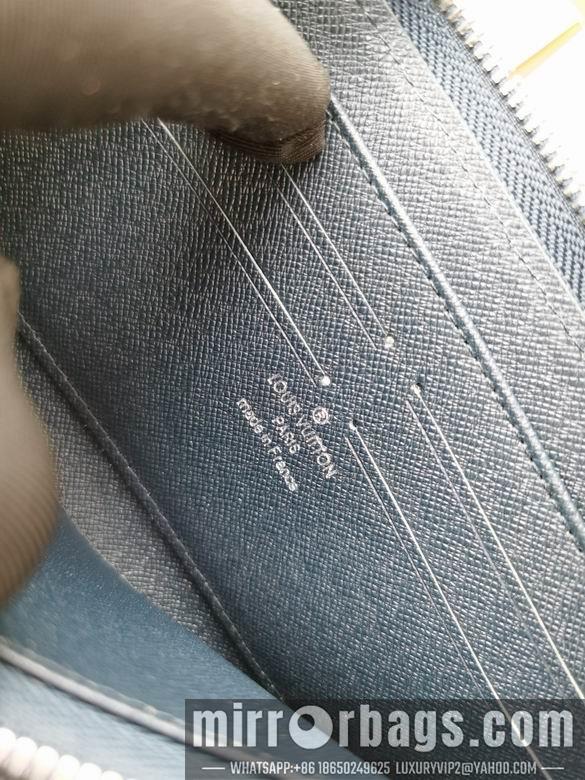 LOUIS VUITTON
PARIS
made in France
mirrorbags.com
WHATSAPP:+86 18650249625 LUXURYVIP2@YAHOO.COM